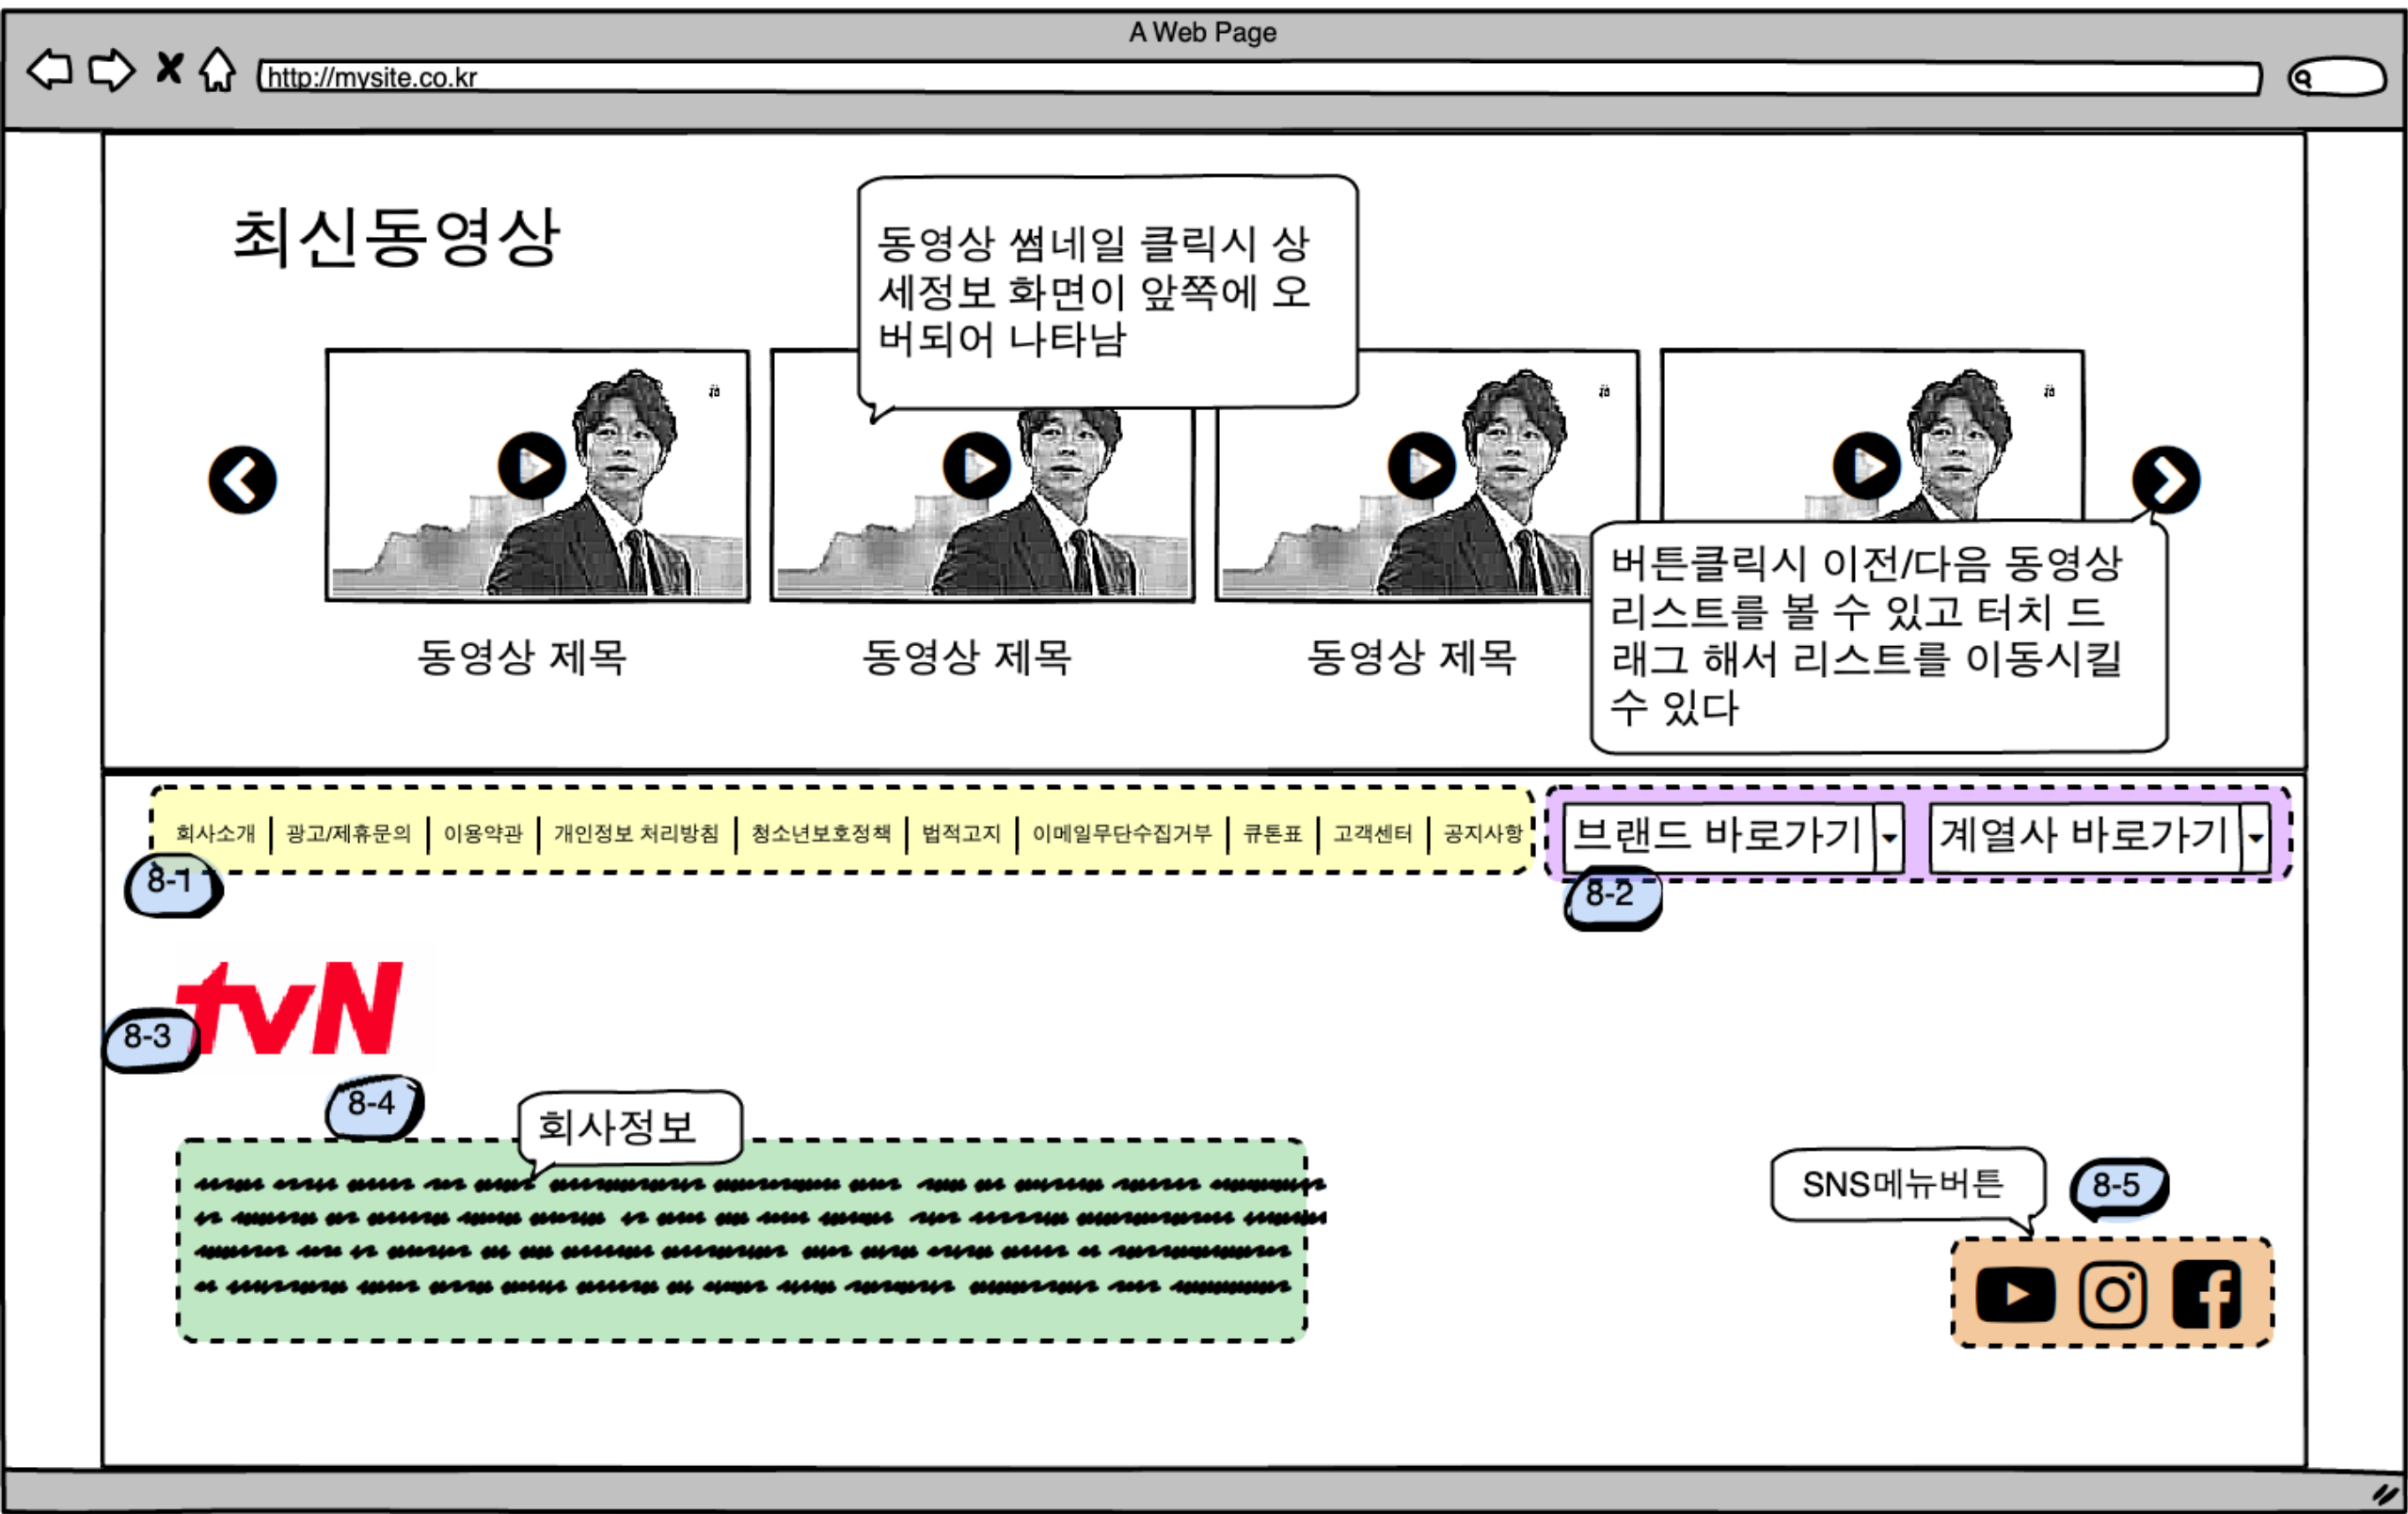 A Web Page
http://mysite.co.kr
최신동영상
동영상 썸네일 클릭시 상
세정보 화면이 앞쪽에 오
버되어 나타남
동영상 제목
동영상 제목
동영상 제목
버튼클릭시 이전/다음 동영상
리스트를 볼 수 있고 터치 드
래그 해서 리스트를 이동시킬
수 있다
회사소개 광고/제휴문의 이용약관 개인정보 처리방침 청소년보호정책 법적고지 이메일무단수집거부 큐톤표 고객센터 공지사항
브랜드 바로가기 계열사 바로가기
8-1
8-2
tvN
8-3
8-4
회사정보
SNS메뉴버튼
8-5